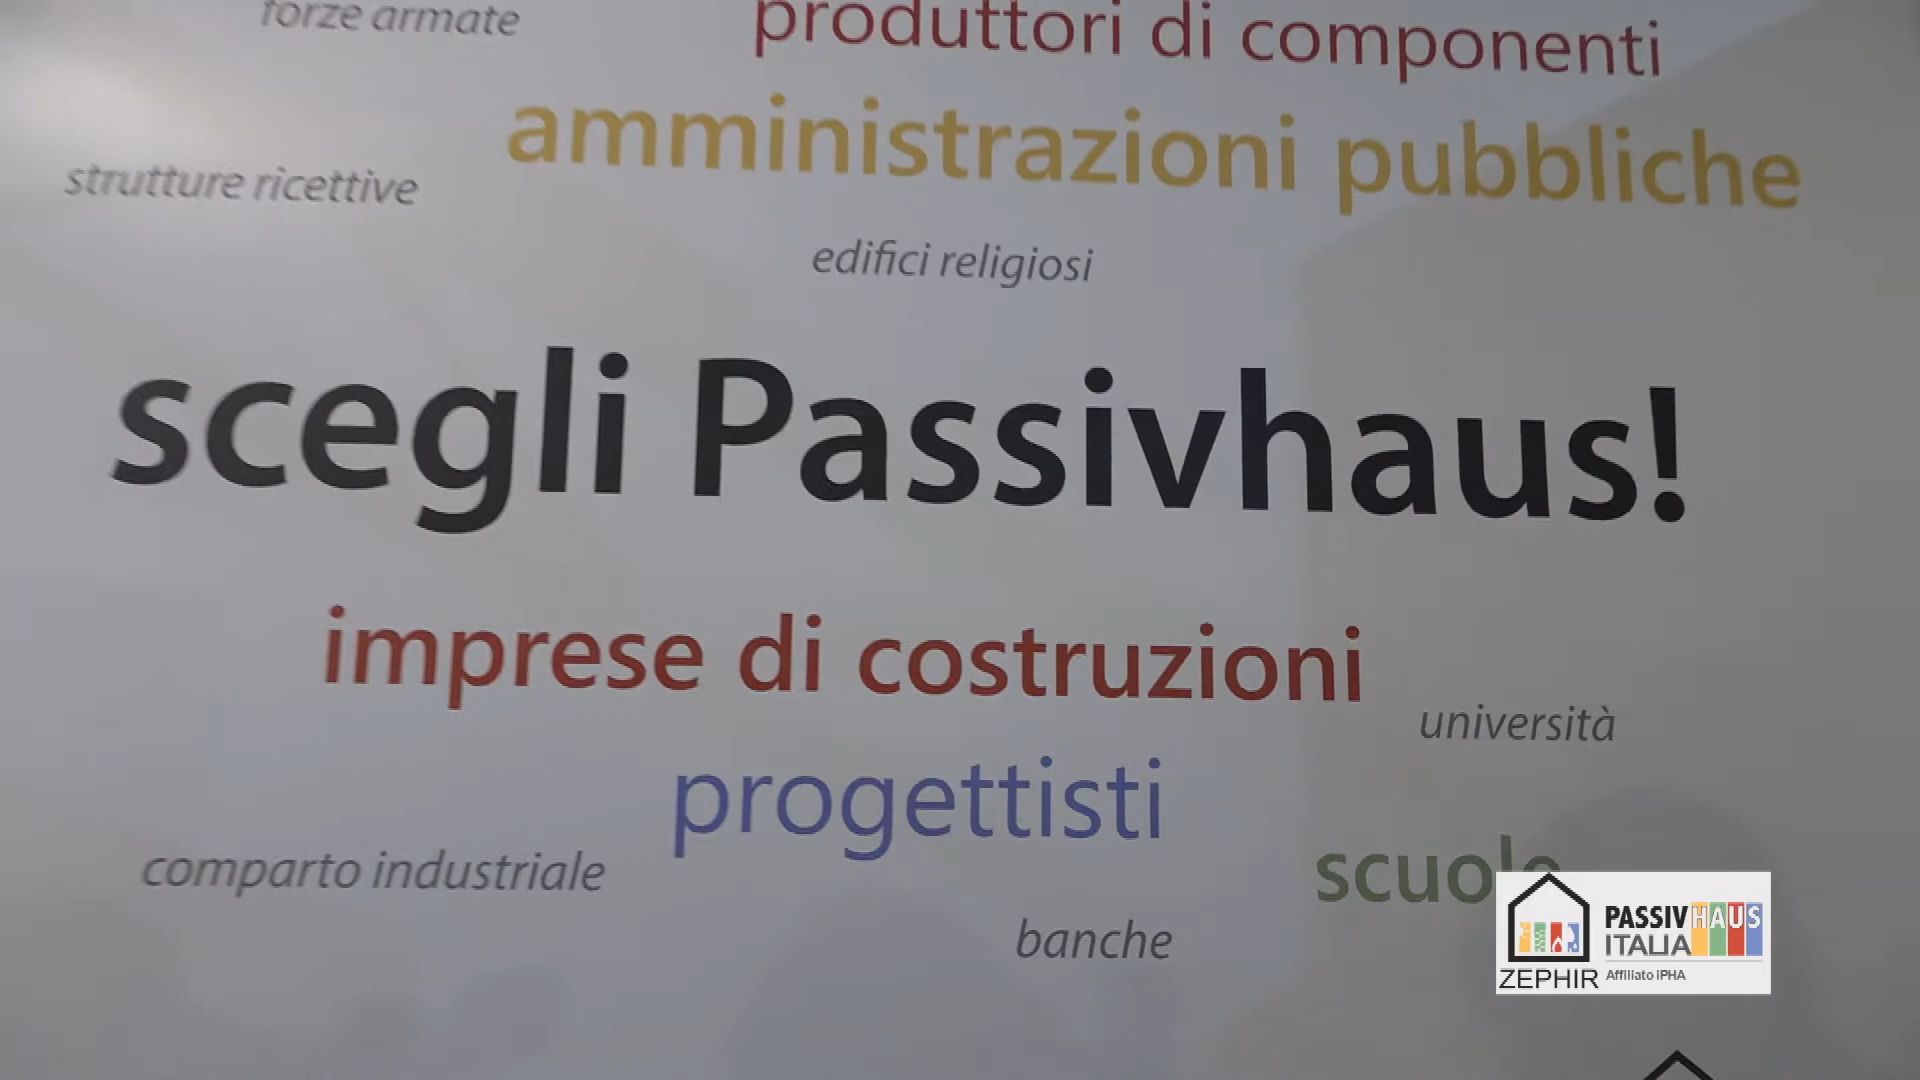 forze armate
produttori di componenti
amministrazioni pubbliche
strutture ricettive
edifici religiosi
scegli Passivhaus!
imprese di costruzioni
università
progettisti
comparto industriale
scuole
banche
PASSIVHAUS
ITALIA
ZEPHIR
Affiliato iPHA